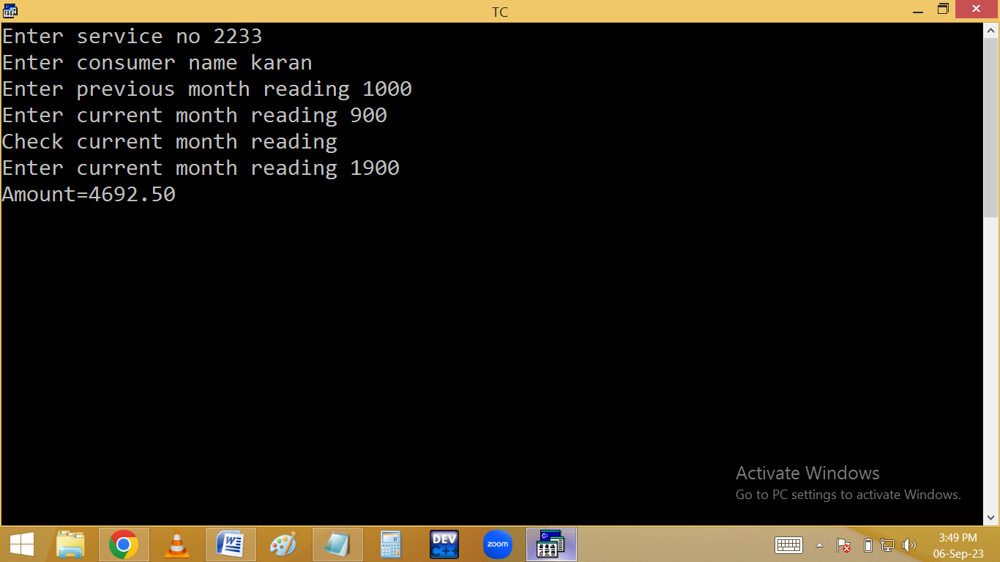 TC
Enter service no 2233
Enter consumer name karan
Enter previous month reading 1000
Enter current month reading 900
Check current month reading
Enter current month reading 1900
Amount=4692.50
Activate Windows
Go to PC settings to activate Windows.
DEV
C++
zoom
3:49 PM
06-Sep-23